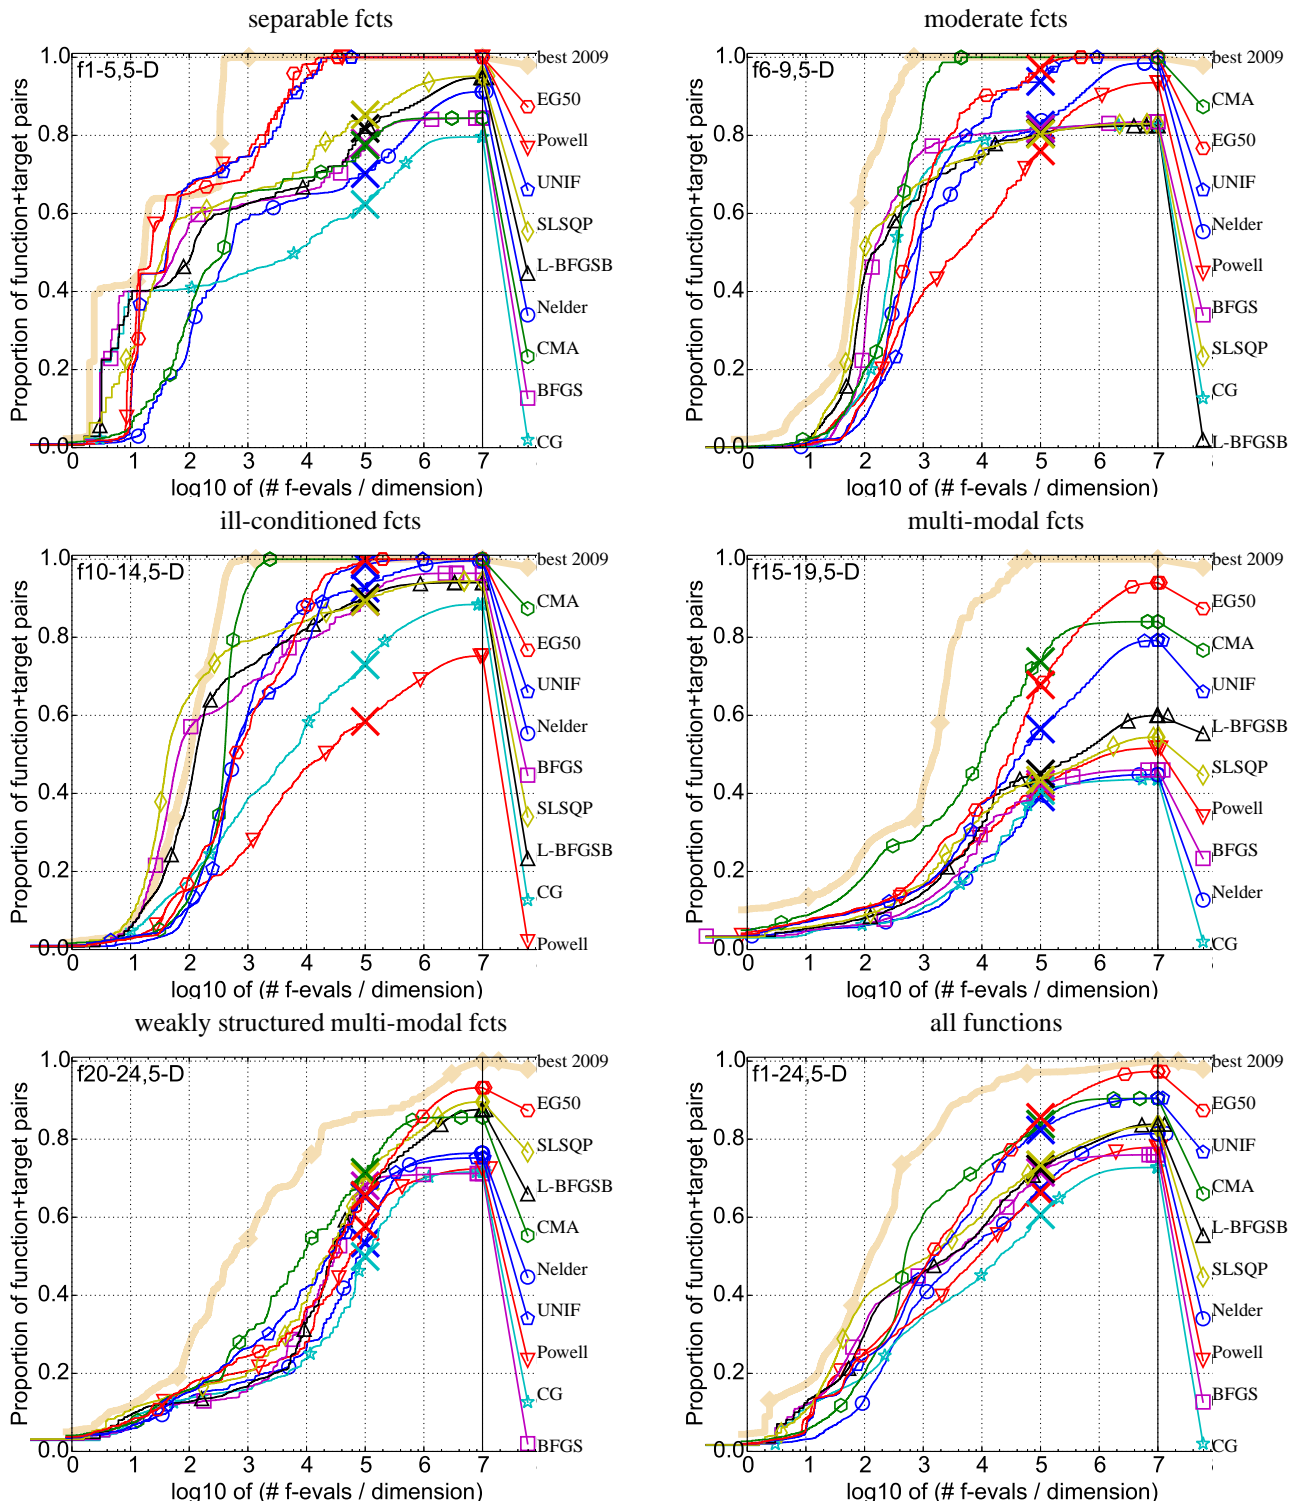 separable fcts
f1-5,5-D
Proportion of function+target pairs
1.0
0.8
0.6
0.4
0.2
0.0
0 1 2 3 4 5 6 7
log10 of (# f-evals / dimension)
best 2009
EG50
Powell
UNIF
SLSQP
L-BFGSB
Nelder
CMA
BFGS
CG
moderate fcts
f6-9,5-D
Proportion of function+target pairs
1.0
0.8
0.6
0.4
0.2
0.0
0 1 2 3 4 5 6 7
log10 of (# f-evals / dimension)
best 2009
CMA
EG50
UNIF
Nelder
Powell
BFGS
SLSQP
CG
L-BFGSB
ill-conditioned fcts
f10-14,5-D
Proportion of function+target pairs
1.0
0.8
0.6
0.4
0.2
0.0
0 1 2 3 4 5 6 7
log10 of (# f-evals / dimension)
best 2009
CMA
EG50
UNIF
Nelder
BFGS
SLSQP
L-BFGSB
CG
Powell
multi-modal fcts
f15-19,5-D
Proportion of function+target pairs
1.0
0.8
0.6
0.4
0.2
0.0
0 1 2 3 4 5 6 7
log10 of (# f-evals / dimension)
best 2009
EG50
CMA
UNIF
L-BFGSB
SLSQP
Powell
BFGS
Nelder
CG
weakly structured multi-modal fcts
f20-24,5-D
Proportion of function+target pairs
1.0
0.8
0.6
0.4
0.2
0.0
0 1 2 3 4 5 6 7
log10 of (# f-evals / dimension)
best 2009
EG50
SLSQP
L-BFGSB
CMA
Nelder
UNIF
Powell
CG
BFGS
all functions
f1-24,5-D
Proportion of function+target pairs
1.0
0.8
0.6
0.4
0.2
0.0
0 1 2 3 4 5 6 7
log10 of (# f-evals / dimension)
best 2009
EG50
UNIF
CMA
L-BFGSB
SLSQP
Nelder
Powell
BFGS
CG